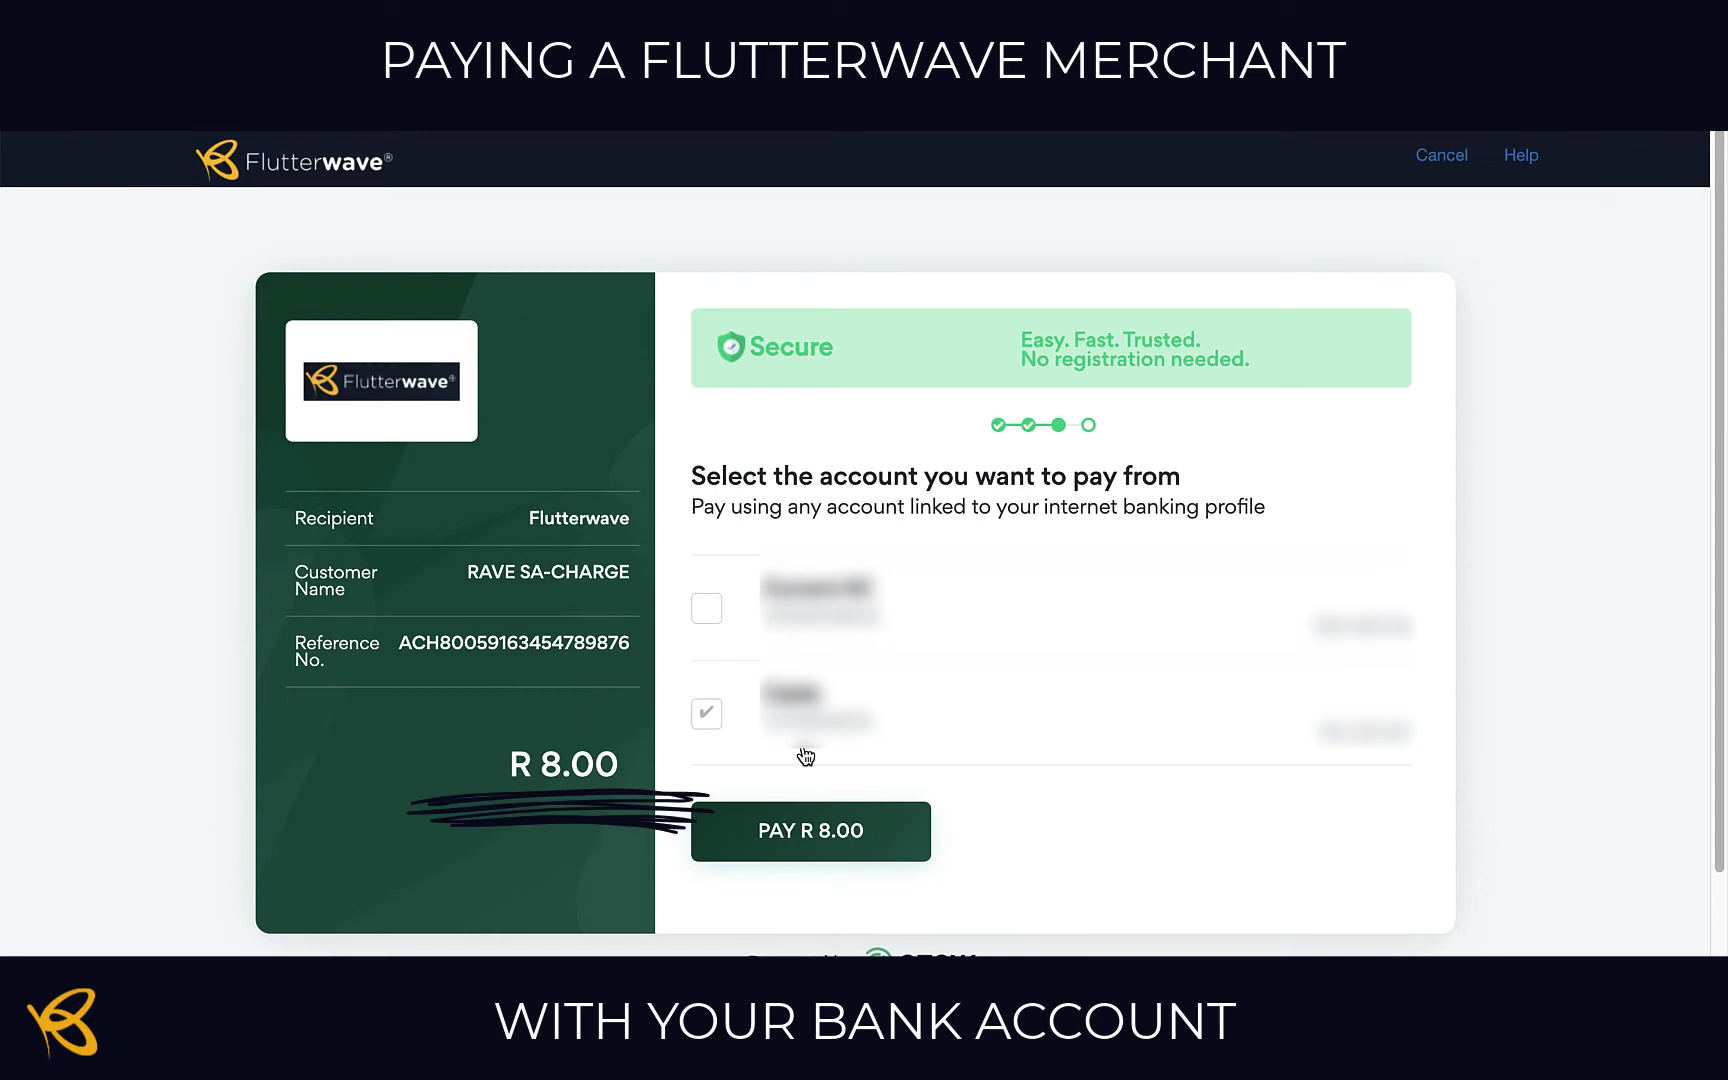 PAYING A FLUTTERWAVE MERCHANT
Flutterwave®
Cancel
Help
Flutterwave®
Secure
Easy. Fast. Trusted.
No registration needed.
Select the account you want to pay from
Pay using any account linked to your internet banking profile
Recipient
Flutterwave
Customer
Name
RAVE SA-CHARGE
Reference
No.
ACH80059163454789876
R 8.00
PAY R 8.00
WITH YOUR BANK ACCOUNT